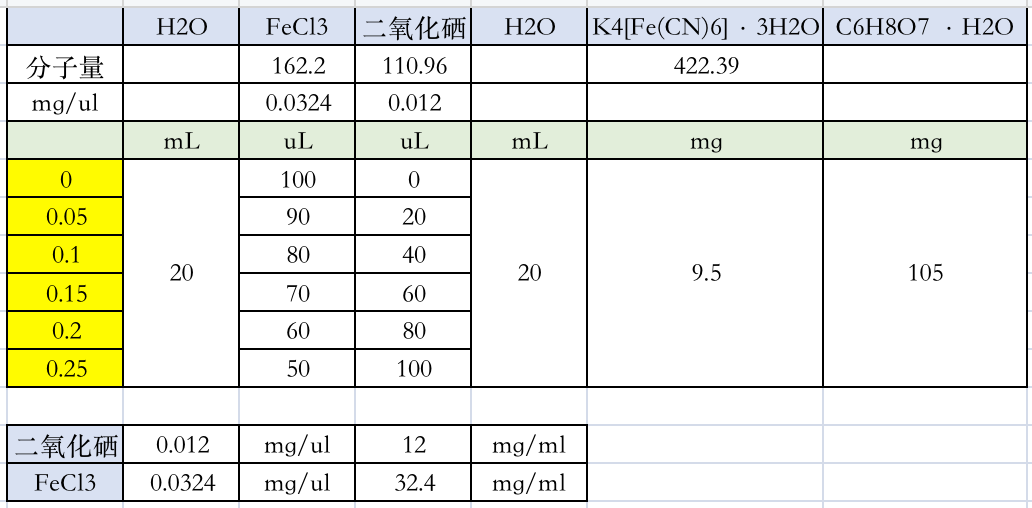 H2O FeCl3 二氧化硒 H2O K4[Fe(CN)6] · 3H2O C6H8O7 · H2O
分子量 162.2 110.96 422.39
mg/ul 0.0324 0.012
mL uL uL mL mg mg
0 100 0
0.05 90 20
0.1 80 40
20 20 9.5 105
0.15 70 60
0.2 60 80
0.25 50 100
二氧化硒 0.012 mg/ul 12 mg/ml
FeCl3 0.0324 mg/ul 32.4 mg/ml